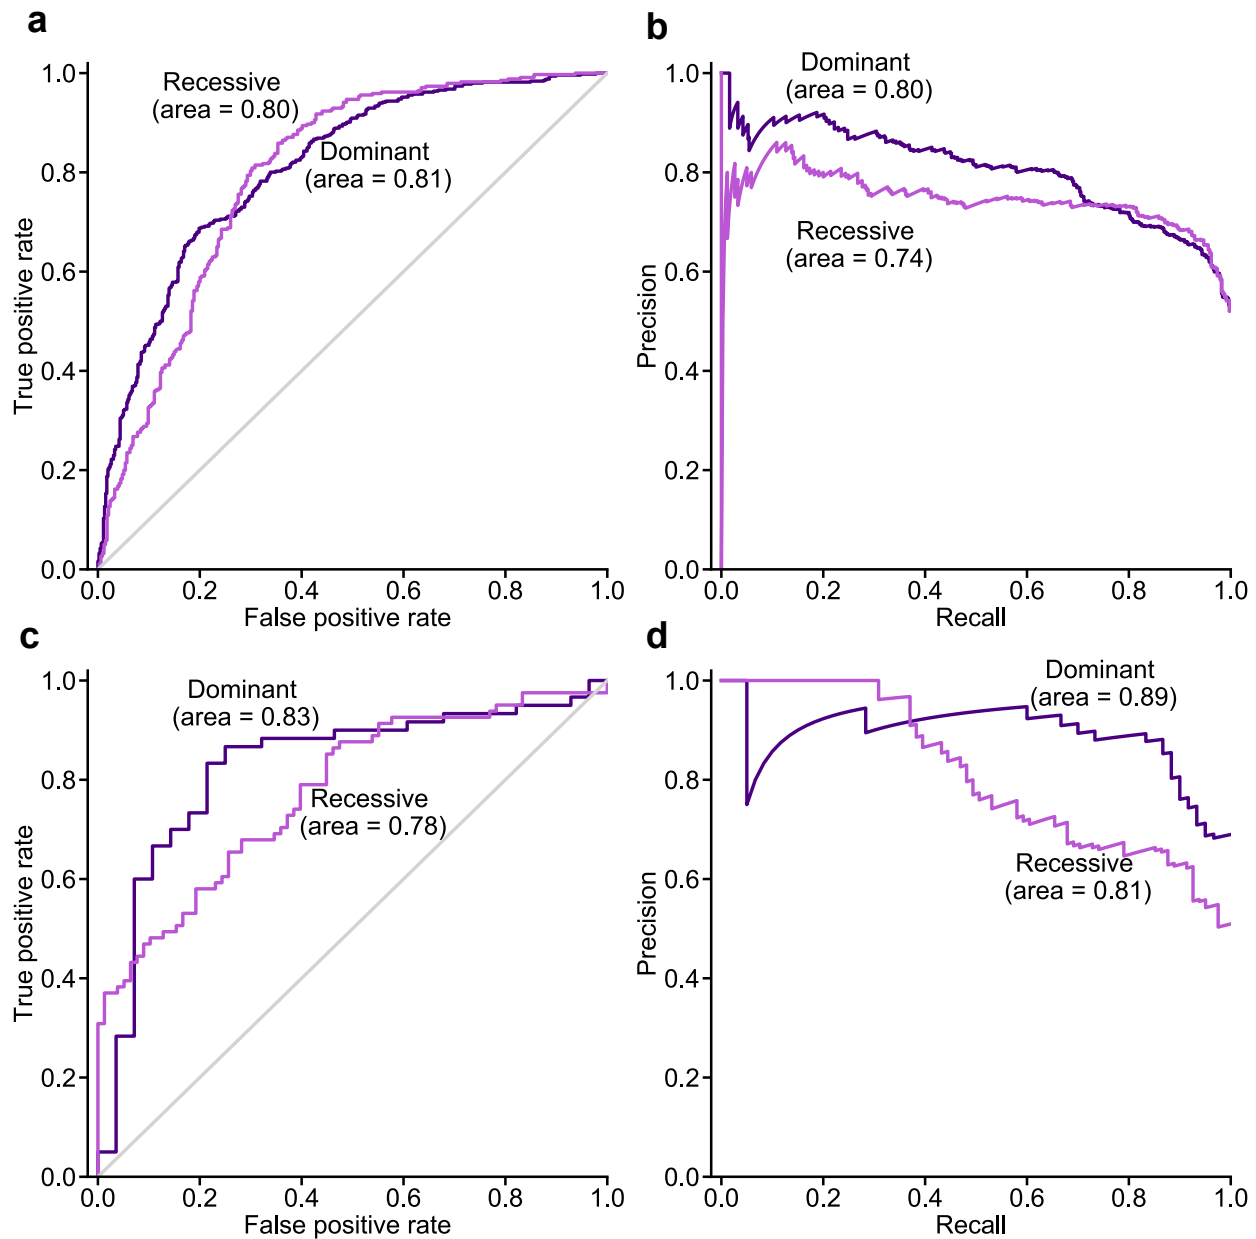 a
1.0
0.8
0.6
0.4
0.2
0.0
True positive rate
Recessive
(area = 0.80)
Dominant
(area = 0.81)
0.0 0.2 0.4 0.6 0.8 1.0
False positive rate
b
1.0
0.8
0.6
0.4
0.2
0.0
Precision
Dominant
(area = 0.80)
Recessive
(area = 0.74)
0.0 0.2 0.4 0.6 0.8 1.0
Recall
c
1.0
0.8
0.6
0.4
0.2
0.0
True positive rate
Dominant
(area = 0.83)
Recessive
(area = 0.78)
0.0 0.2 0.4 0.6 0.8 1.0
False positive rate
d
1.0
0.8
0.6
0.4
0.2
0.0
Precision
Dominant
(area = 0.89)
Recessive
(area = 0.81)
0.0 0.2 0.4 0.6 0.8 1.0
Recall